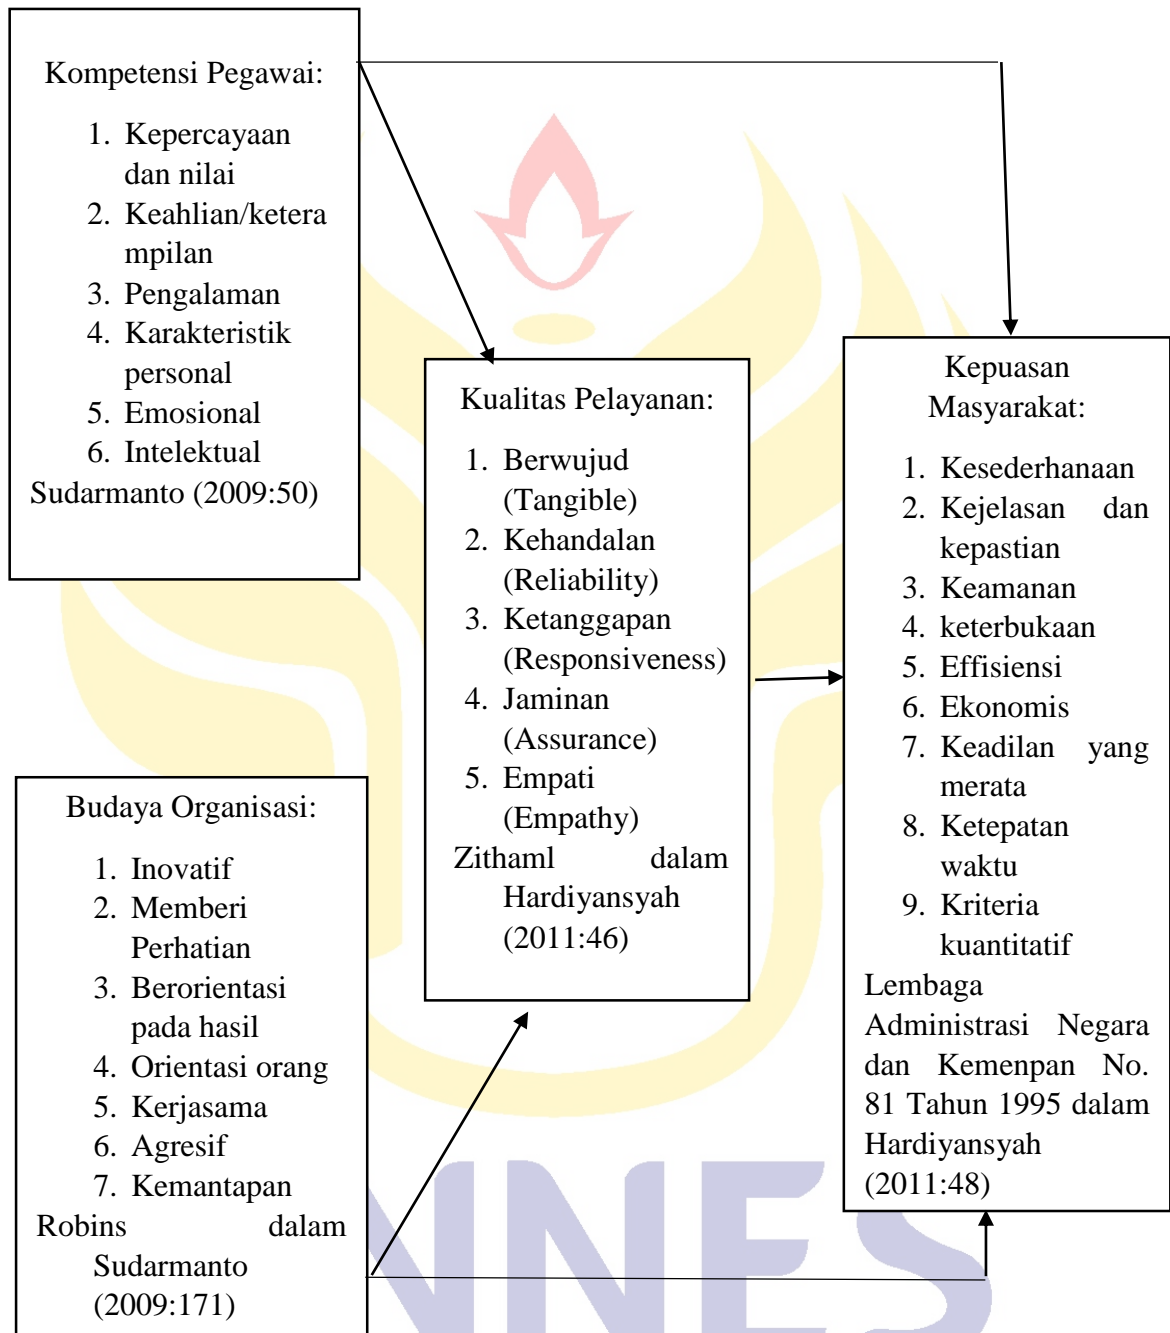 Kompetensi Pegawai:
1. Kepercayaan
dan nilai
2. Keahlian/ketera
mpilan
3. Pengalaman
4. Karakteristik
personal
5. Emosional
6. Intelektual
Sudarmanto (2009:50)
Kualitas Pelayanan:
1. Berwujud
(Tangible)
2. Kehandalan
(Reliability)
3. Ketanggapan
(Responsiveness)
4. Jaminan
(Assurance)
5. Empati
(Empathy)
Zithaml dalam
Hardiyansyah
(2011:46)
Kepuasan
Masyarakat:
1. Kesederhanaan
2. Kejelasan dan
kepastian
3. Keamanan
4. keterbukaan
5. Effisiensi
6. Ekonomis
7. Keadilan yang
merata
8. Ketepatan
waktu
9. Kriteria
kuantitatif
Lembaga
Administrasi Negara
dan Kemenpan No.
81 Tahun 1995 dalam
Hardiyansyah
(2011:48)
Budaya Organisasi:
1. Inovatif
2. Memberi
Perhatian
3. Berorientasi
pada hasil
4. Orientasi orang
5. Kerjasama
6. Agresif
7. Kemantapan
Robins dalam
Sudarmanto
(2009:171)